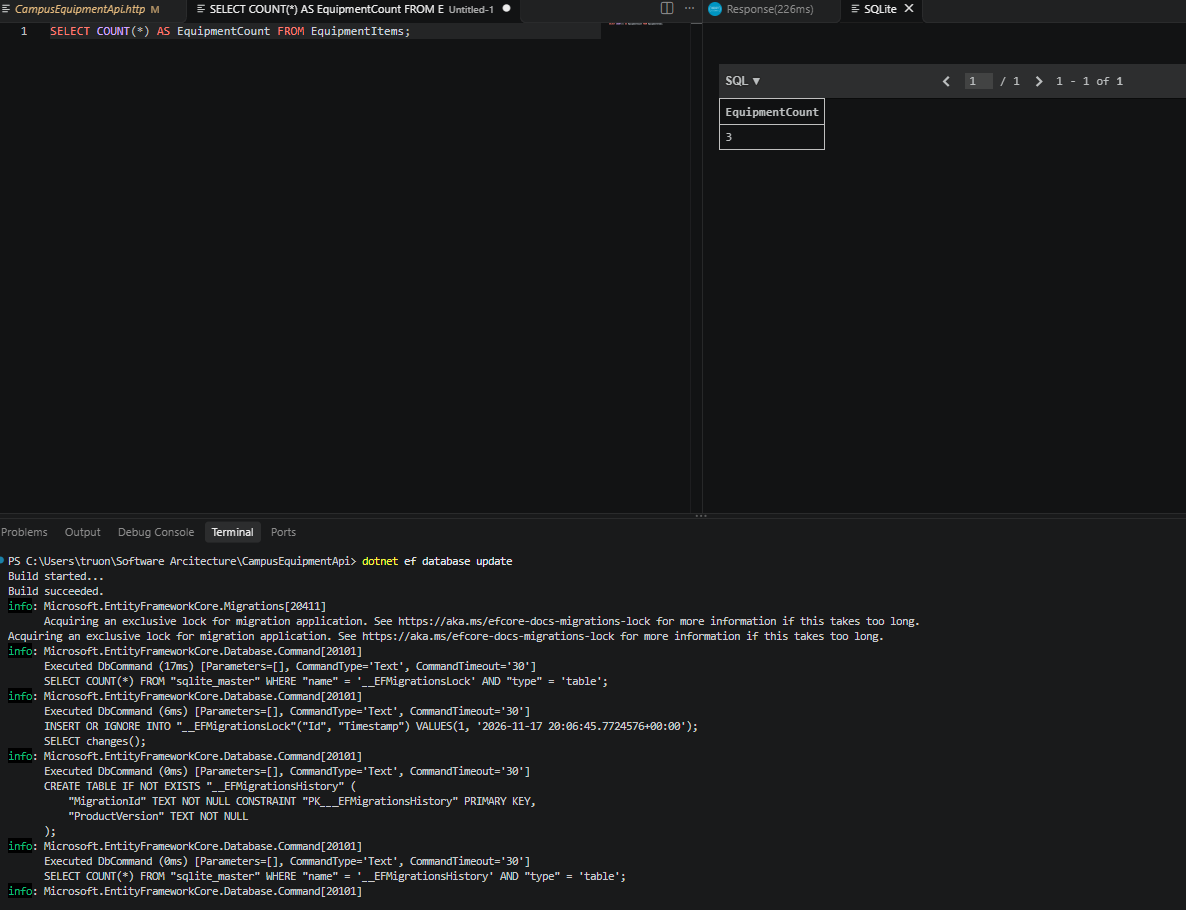 CampusEquipmentApi.http M
SELECT COUNT(*) AS EquipmentCount FROM E Untitled-1
Response(226ms)
SQLite
1 SELECT COUNT(*) AS EquipmentCount FROM EquipmentItems;
SQL ▼
1 / 1 1 - 1 of 1
EquipmentCount
3
Problems Output Debug Console Terminal Ports
PS C:\Users\truon\Software Arcitecture\CampusEquipmentApi> dotnet ef database update
Build started...
Build succeeded.
info: Microsoft.EntityFrameworkCore.Migrations[20411]
Acquiring an exclusive lock for migration application. See https://aka.ms/efcore-docs-migrations-lock for more information if this takes too long.
Acquiring an exclusive lock for migration application. See https://aka.ms/efcore-docs-migrations-lock for more information if this takes too long.
info: Microsoft.EntityFrameworkCore.Database.Command[20101]
Executed DbCommand (17ms) [Parameters=[], CommandType='Text', CommandTimeout='30']
SELECT COUNT(*) FROM "sqlite_master" WHERE "name" = '__EFMigrationsLock' AND "type" = 'table';
info: Microsoft.EntityFrameworkCore.Database.Command[20101]
Executed DbCommand (6ms) [Parameters=[], CommandType='Text', CommandTimeout='30']
INSERT OR IGNORE INTO "__EFMigrationsLock"("Id", "Timestamp") VALUES(1, '2026-11-17 20:06:45.7724576+00:00');
SELECT changes();
info: Microsoft.EntityFrameworkCore.Database.Command[20101]
Executed DbCommand (0ms) [Parameters=[], CommandType='Text', CommandTimeout='30']
CREATE TABLE IF NOT EXISTS "__EFMigrationsHistory" (
"MigrationId" TEXT NOT NULL CONSTRAINT "PK___EFMigrationsHistory" PRIMARY KEY,
"ProductVersion" TEXT NOT NULL
);
info: Microsoft.EntityFrameworkCore.Database.Command[20101]
Executed DbCommand (0ms) [Parameters=[], CommandType='Text', CommandTimeout='30']
SELECT COUNT(*) FROM "sqlite_master" WHERE "name" = '__EFMigrationsHistory' AND "type" = 'table';
info: Microsoft.EntityFrameworkCore.Database.Command[20101]